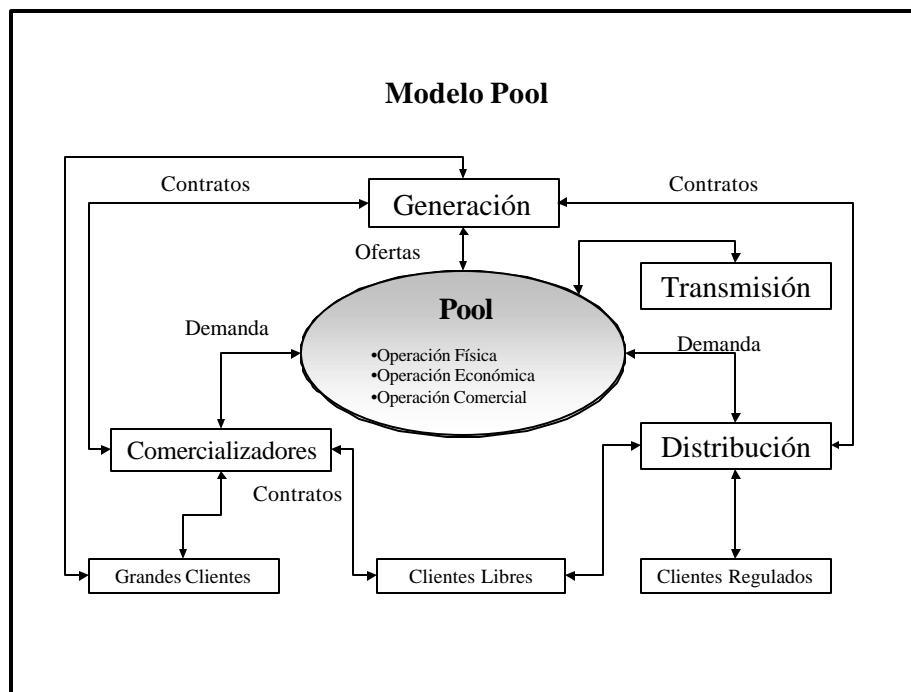 Modelo Pool
Contratos
Contratos
Generación
Ofertas
Transmisión
Pool
Demanda
Demanda
•Operación Física
•Operación Económica
•Operación Comercial
Comercializadores
Distribución
Contratos
Grandes Clientes
Clientes Libres
Clientes Regulados